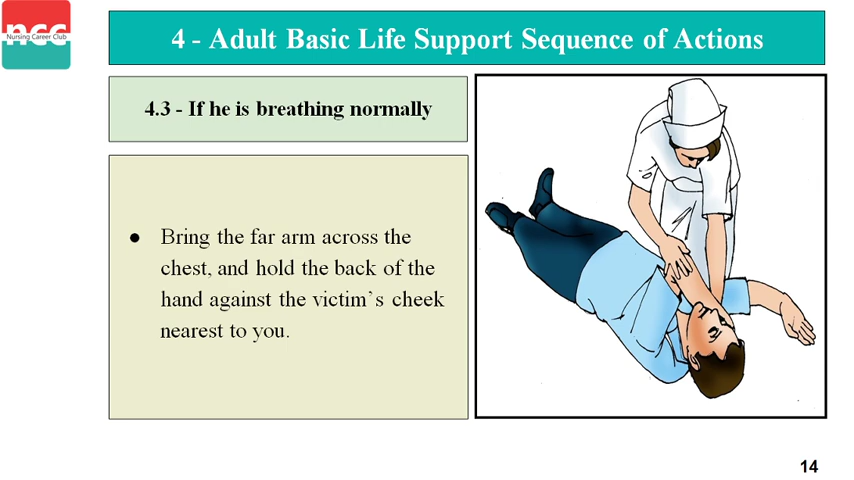 ncc
Nursing Career Club
4 - Adult Basic Life Support Sequence of Actions
4.3 - If he is breathing normally
● Bring the far arm across the
chest, and hold the back of the
hand against the victim’s cheek
nearest to you.
14